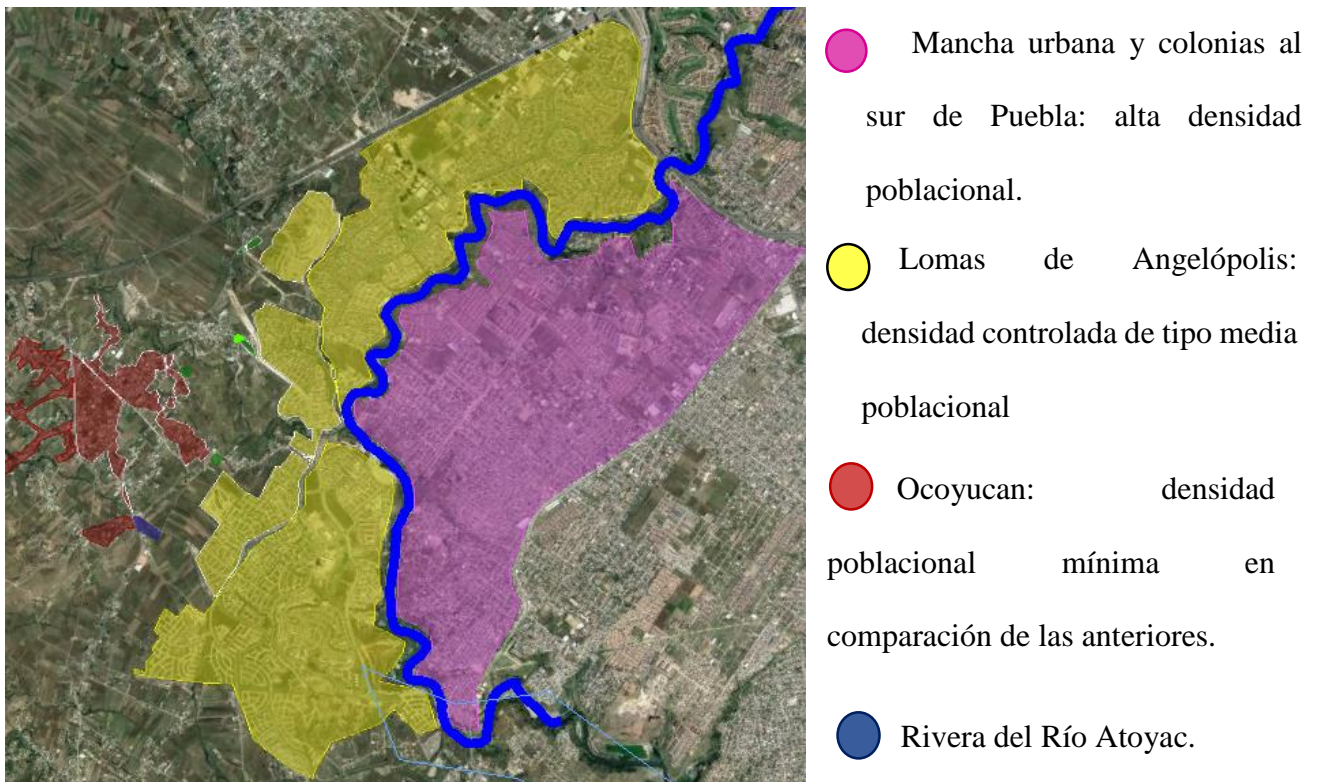 Mancha urbana y colonias al
sur de Puebla: alta densidad
poblacional.
Lomas de Angelópolis:
densidad controlada de tipo media
poblacional
Ocoyucan: densidad
poblacional mínima en
comparación de las anteriores.
Rivera del Río Atoyac.